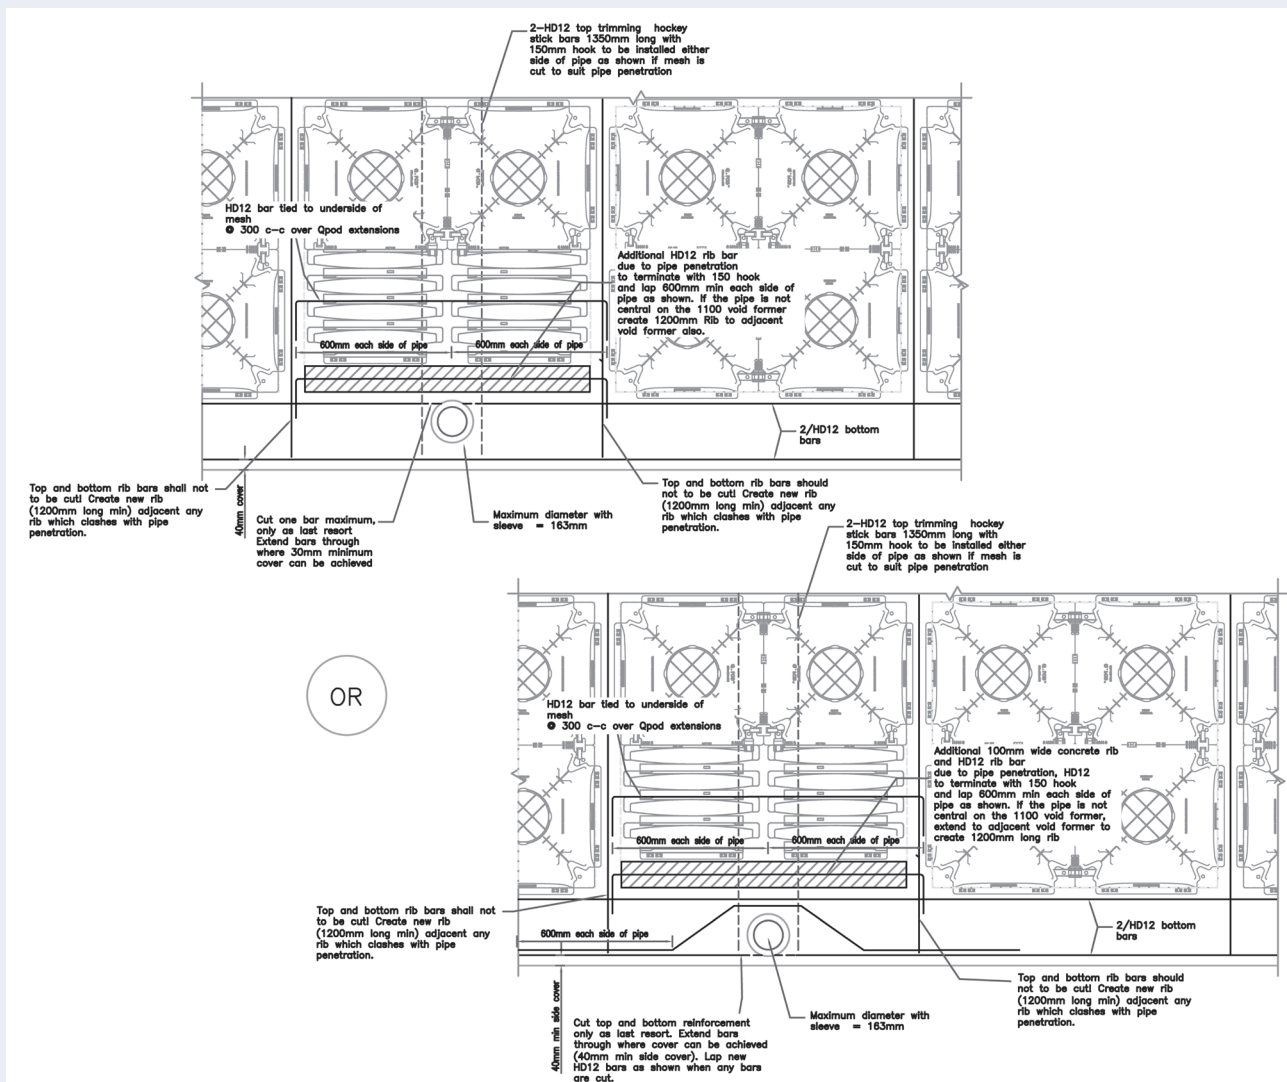 2-HD12 top trimming hockey
stick bars 1350mm long with
150mm hook to be installed either
side of pipe as shown if mesh is
cut to suit pipe penetration
HD12 bar tied to underside of
mesh
@ 300 c-c over Qpod extensions
Additional HD12 rib bar
due to pipe penetration
to terminate with 150 hook
and lap 600mm min each side of
pipe as shown. If the pipe is not
central on the 1100 void former
create 1200mm Rib to adjacent
void former also.
600mm each side of pipe
600mm each side of pipe
2/HD12 bottom
bars
Top and bottom rib bars shall not
to be cut! Create new rib
(1200mm long min) adjacent any
rib which clashes with pipe
penetration.
40mm cover
Cut one bar maximum,
only as last resort
Extend bars through
where 30mm minimum
cover can be achieved
Maximum diameter with
sleeve = 163mm
Top and bottom rib bars should
not to be cut! Create new rib
(1200mm long min) adjacent any
rib which clashes with pipe
penetration.
OR
2-HD12 top trimming hockey
stick bars 1350mm long with
150mm hook to be installed either
side of pipe as shown if mesh is
cut to suit pipe penetration
HD12 bar tied to underside of
mesh
@ 300 c-c over Qpod extensions
Additional 100mm wide concrete rib
and HD12 rib bar
due to pipe penetration, HD12
to terminate with 150 hook
and lap 600mm min each side of
pipe as shown. If the pipe is not
central on the 1100 void former,
extend to adjacent void former to
create 1200mm long rib
600mm each side of pipe
600mm each side of pipe
Top and bottom rib bars shall not
to be cut! Create new rib
(1200mm long min) adjacent any
rib which clashes with pipe
penetration.
600mm each side of pipe
2/HD12 bottom
bars
40mm min side cover
Cut top and bottom reinforcement
only as last resort. Extend bars
through where cover can be achieved
(40mm min side cover). Lap new
HD12 bars as shown when any bars
are cut.
Maximum diameter with
sleeve = 163mm
Top and bottom rib bars should
not to be cut! Create new rib
(1200mm long min) adjacent any
rib which clashes with pipe
penetration.